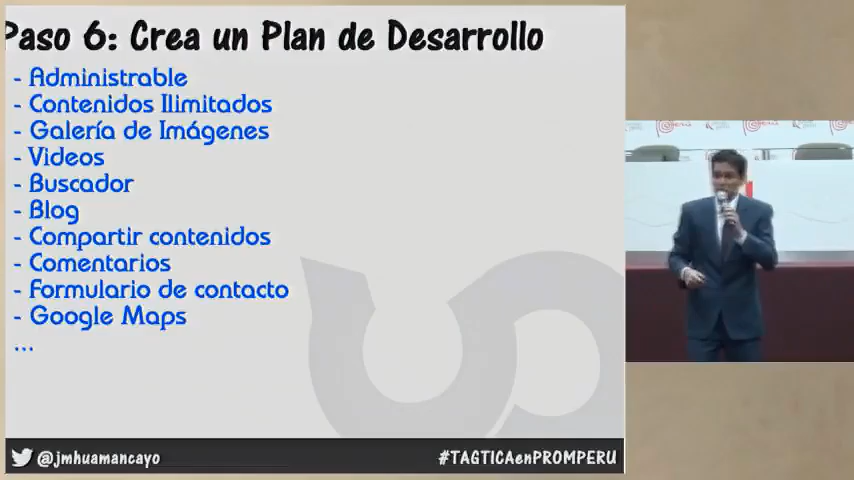 Paso 6: Crea un Plan de Desarrollo
- Administrable
- Contenidos Ilimitados
- Galería de Imágenes
- Videos
- Buscador
- Blog
- Compartir contenidos
- Comentarios
- Formulario de contacto
- Google Maps
...
@jmhuamancayo
#TAGTICAenPROMPERU